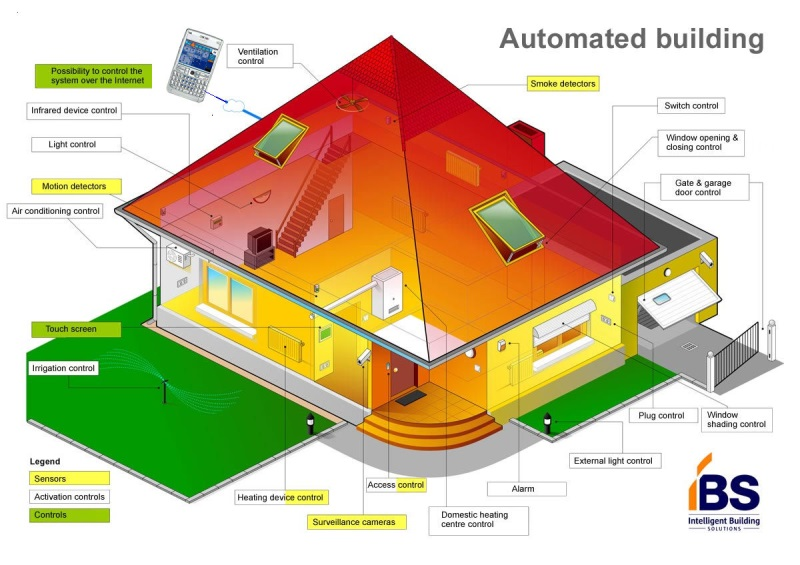 Automated building
Ventilation
control
Possibility to control the
system over the Internet
Smoke detectors
Infrared device control
Switch control
Light control
Window opening &
closing control
Motion detectors
Gate & garage
door control
Air conditioning control
Touch screen
Irrigation control
Plug control
Window
shading control
External light control
Legend
Sensors
Activation controls
Controls
Heating device control
Access control
Alarm
Surveillance cameras
Domestic heating
centre control
iBS
Intelligent Building
SOLUTIONS